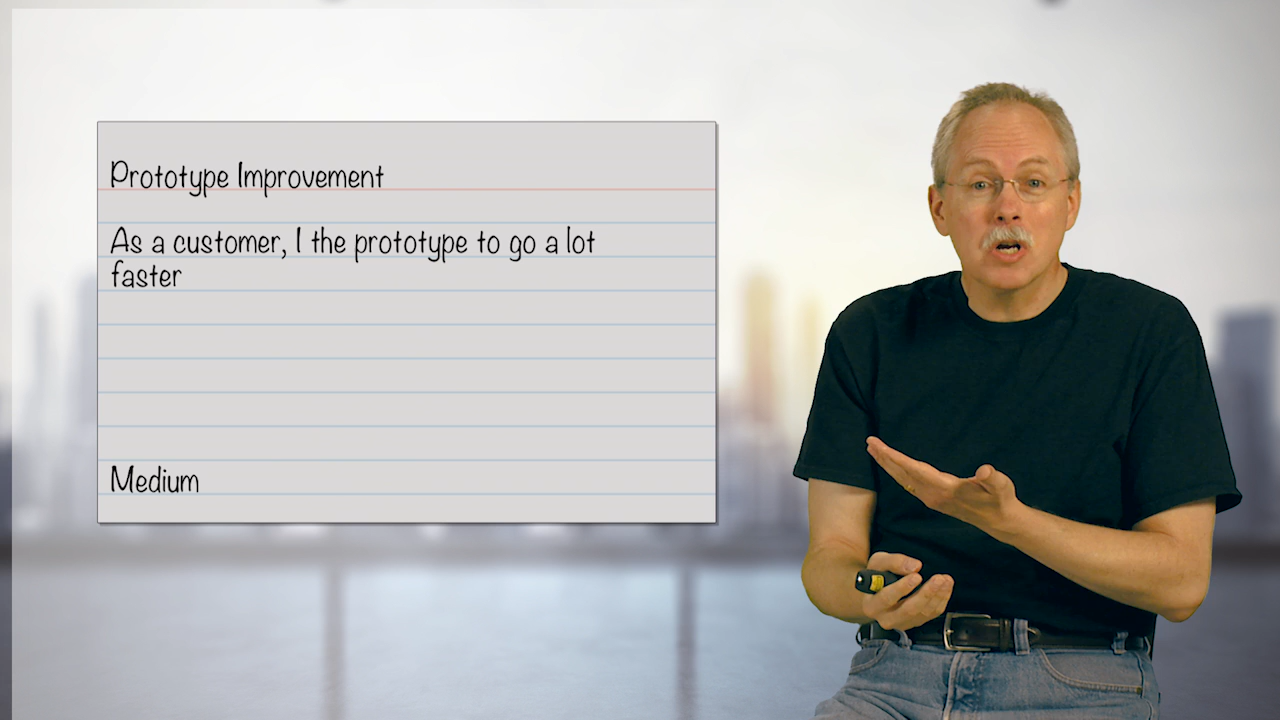 Prototype Improvement
As a customer, I the prototype to go a lot
faster
Medium